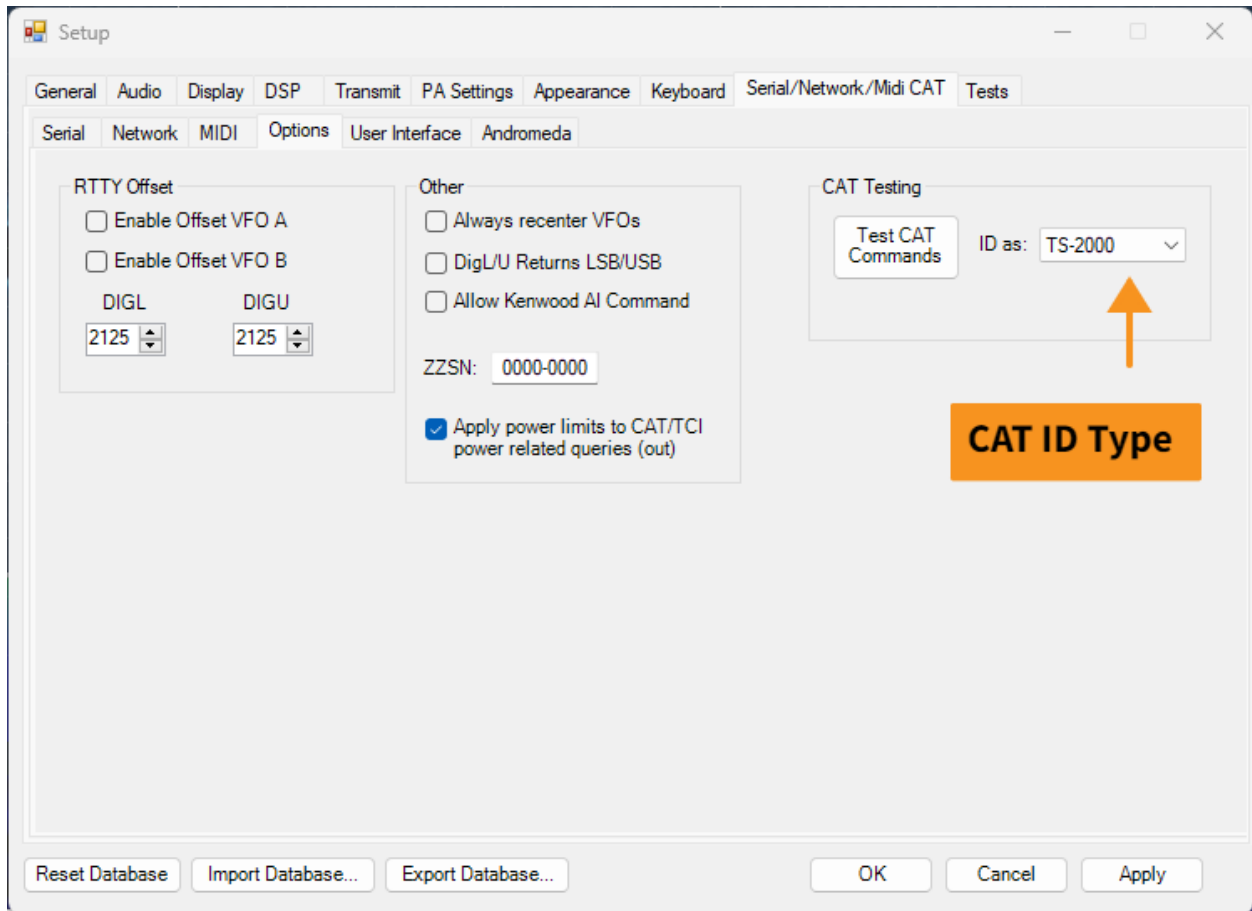 Setup
General Audio Display DSP Transmit PA Settings Appearance Keyboard Serial/Network/Midi CAT Tests
Serial Network MIDI Options User Interface Andromeda
RTTY Offset
Enable Offset VFO A
Enable Offset VFO B
DIGL DIGU
2125 2125
Other
Always recenter VFOs
DigL/U Returns LSB/USB
Allow Kenwood AI Command
ZZSN: 0000-0000
Apply power limits to CAT/TCI
power related queries (out)
CAT Testing
Test CAT
Commands
ID as: TS-2000
CAT ID Type
Reset Database Import Database... Export Database... OK Cancel Apply